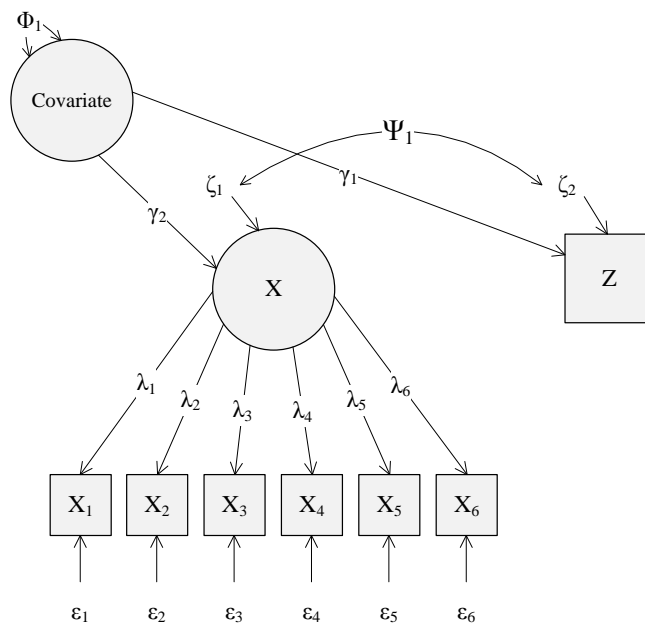 Φ₁
Covariate
Ψ₁
γ₁
ζ₁
ζ₂
γ₂
X
Z
λ₁ λ₂ λ₃ λ₄ λ₅ λ₆
X₁ X₂ X₃ X₄ X₅ X₆
ε₁ ε₂ ε₃ ε₄ ε₅ ε₆